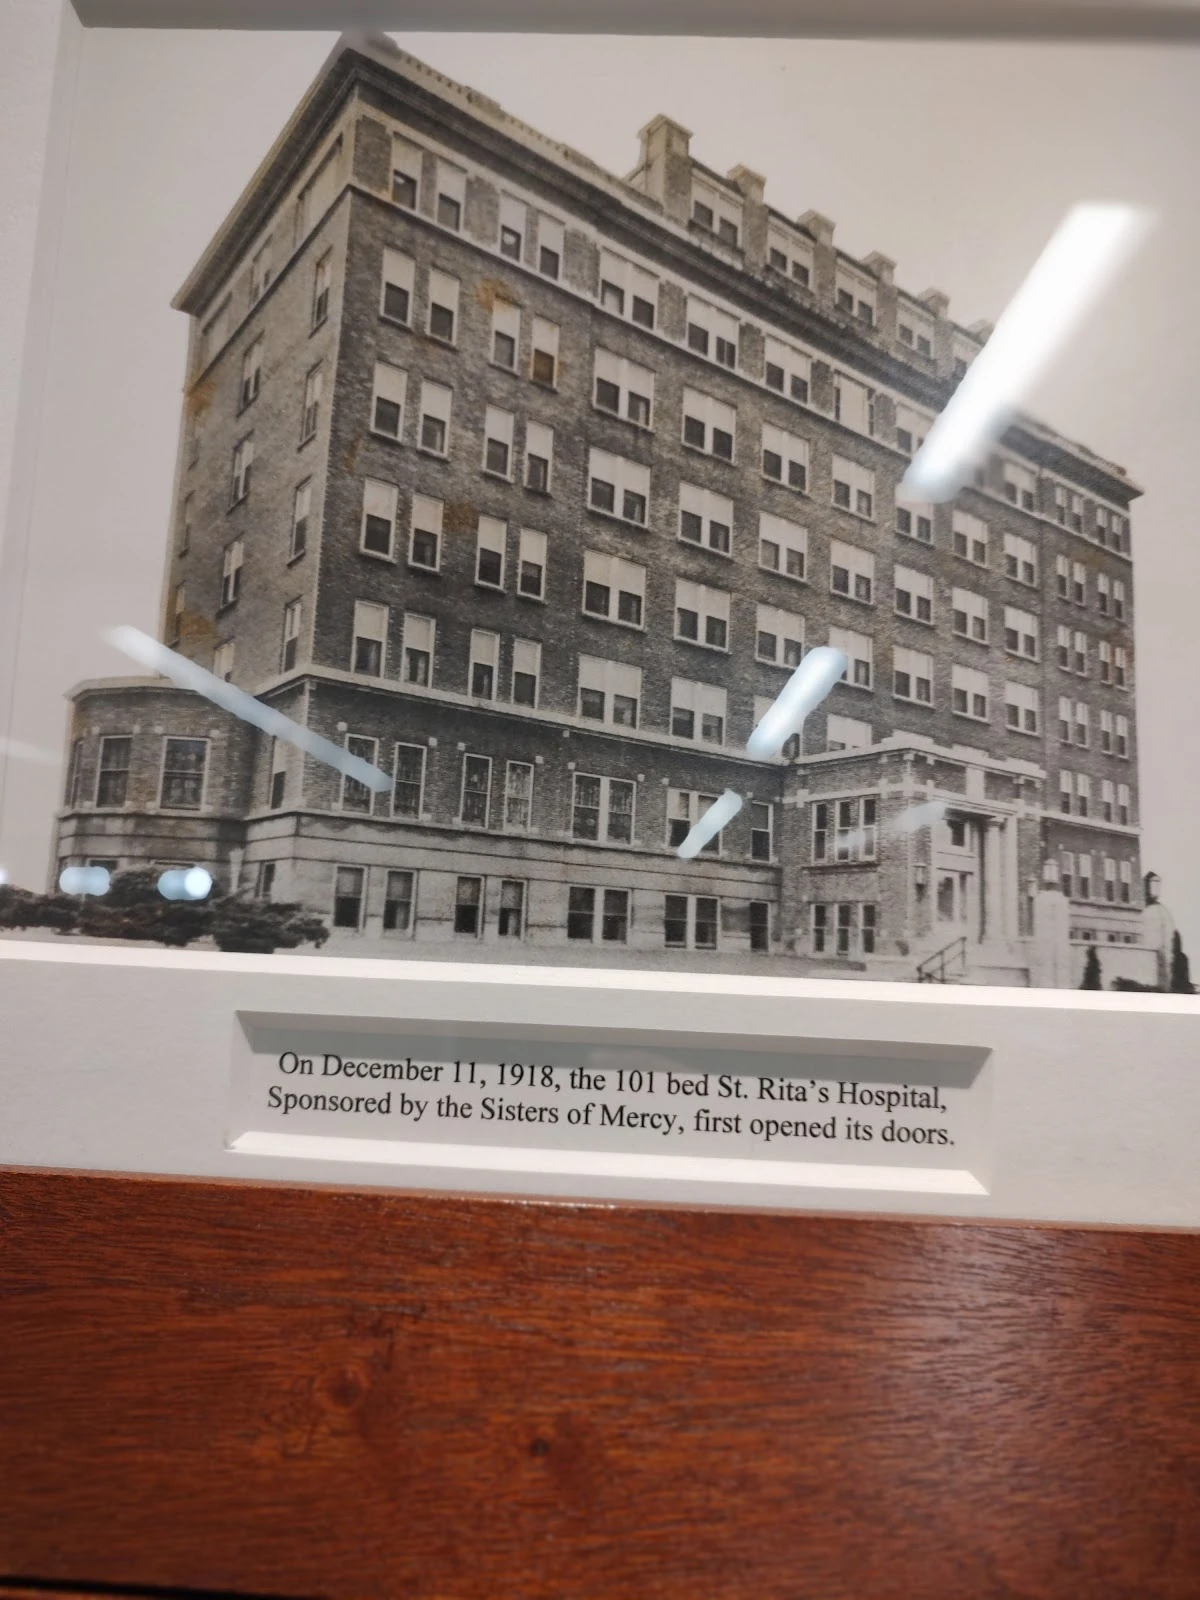 On December 11, 1918, the 101 bed St. Rita's Hospital,
Sponsored by the Sisters of Mercy, first opened its doors.